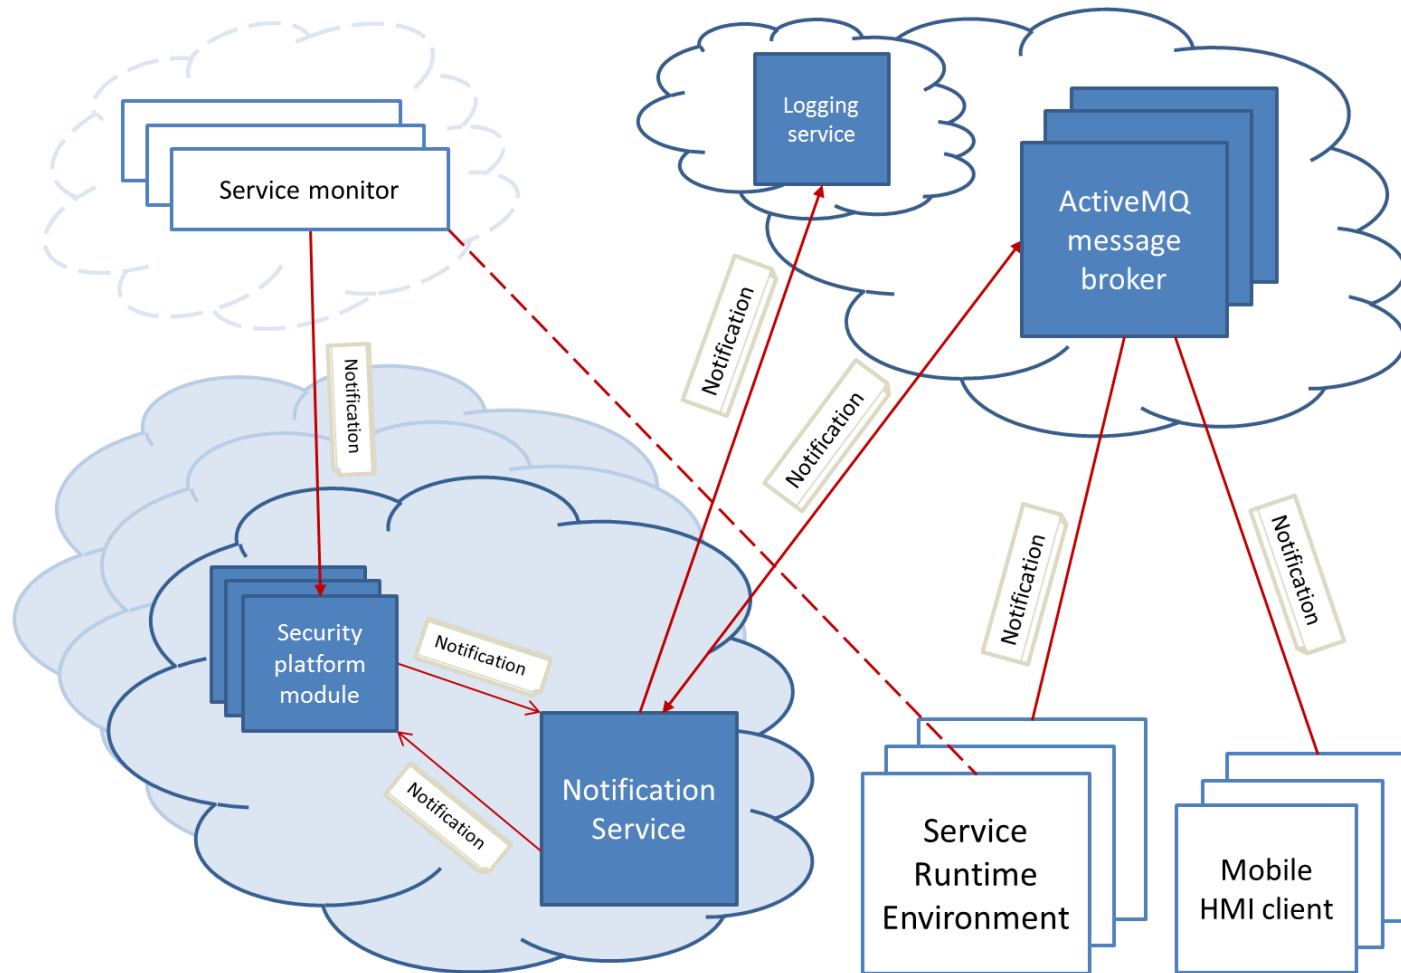 Logging
service
Service monitor
ActiveMQ
message
broker
Notification
Notification
Notification
Notification
Notification
Security
platform
module
Notification
Notification
Notification
Service
Service
Runtime
Environment
Mobile
HMI client